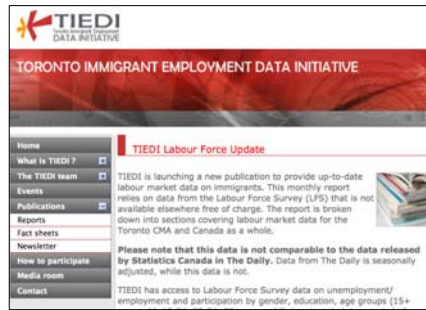 TIEDI
Toronto Immigrant Employment
DATA INITIATIVE
TORONTO IMMIGRANT EMPLOYMENT DATA INITIATIVE
Home
What is TIEDI ?
The TIEDI team
Events
Publications
Reports
Fact sheets
Newsletter
How to participate
Media room
Contact
TIEDI Labour Force Update
TIEDI is launching a new publication to provide up-to-date
labour market data on immigrants. This monthly report
relies on data from the Labour Force Survey (LFS) that is not
available elsewhere free of charge. The report is broken
down into sections covering labour market data for the
Toronto CMA and Canada as a whole.
Please note that this data is not comparable to the data released
by Statistics Canada in The Daily. Data from The Daily is seasonally
adjusted, while this data is not.
TIEDI has access to Labour Force Survey data on unemployment/
employment and participation by gender, education, age groups (15+